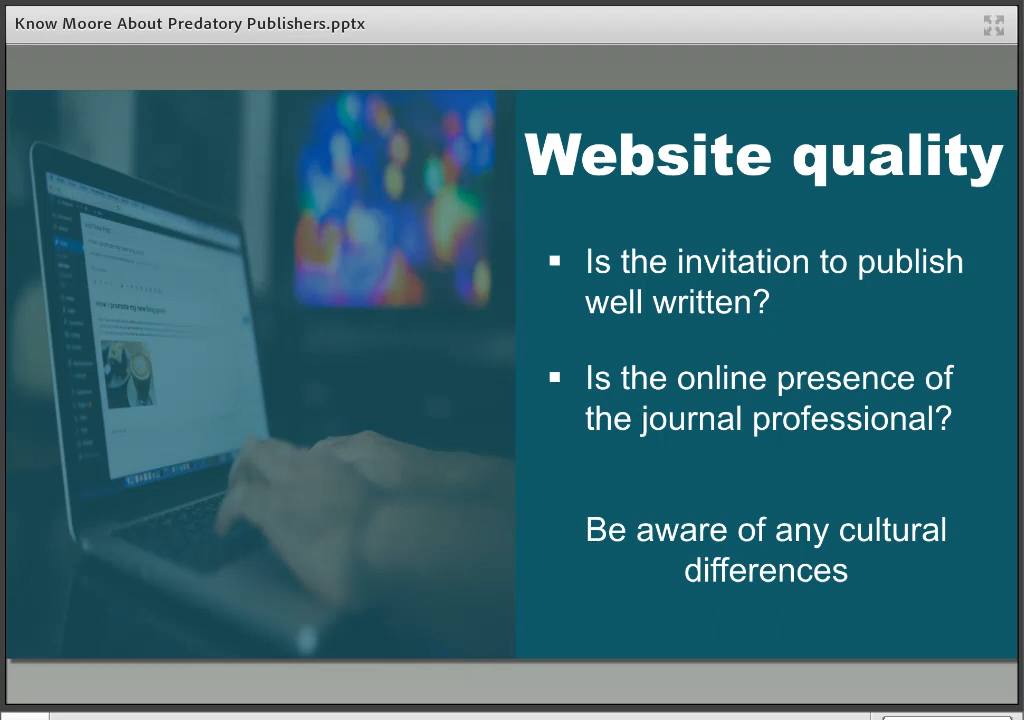 Know Moore About Predatory Publishers.pptx
Website quality
▪ Is the invitation to publish
well written?
▪ Is the online presence of
the journal professional?
Be aware of any cultural
differences